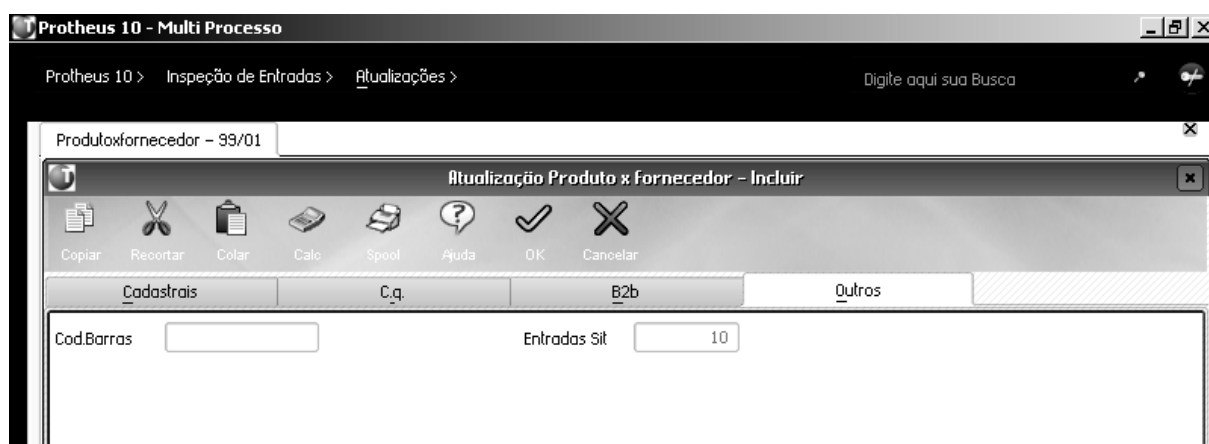 Protheus 10 - Multi Processo
Protheus 10 > Inspeção de Entradas > Atualizações > Digite aqui sua Busca
Produtoxfornecedor - 99/01
Atualização Produto x Fornecedor - Incluir
Copiar Recortar Colar Calc Spool Ajuda OK Cancelar
Cadastrais C.q. B2b Outros
Cod.Barras Entradas Sit 10